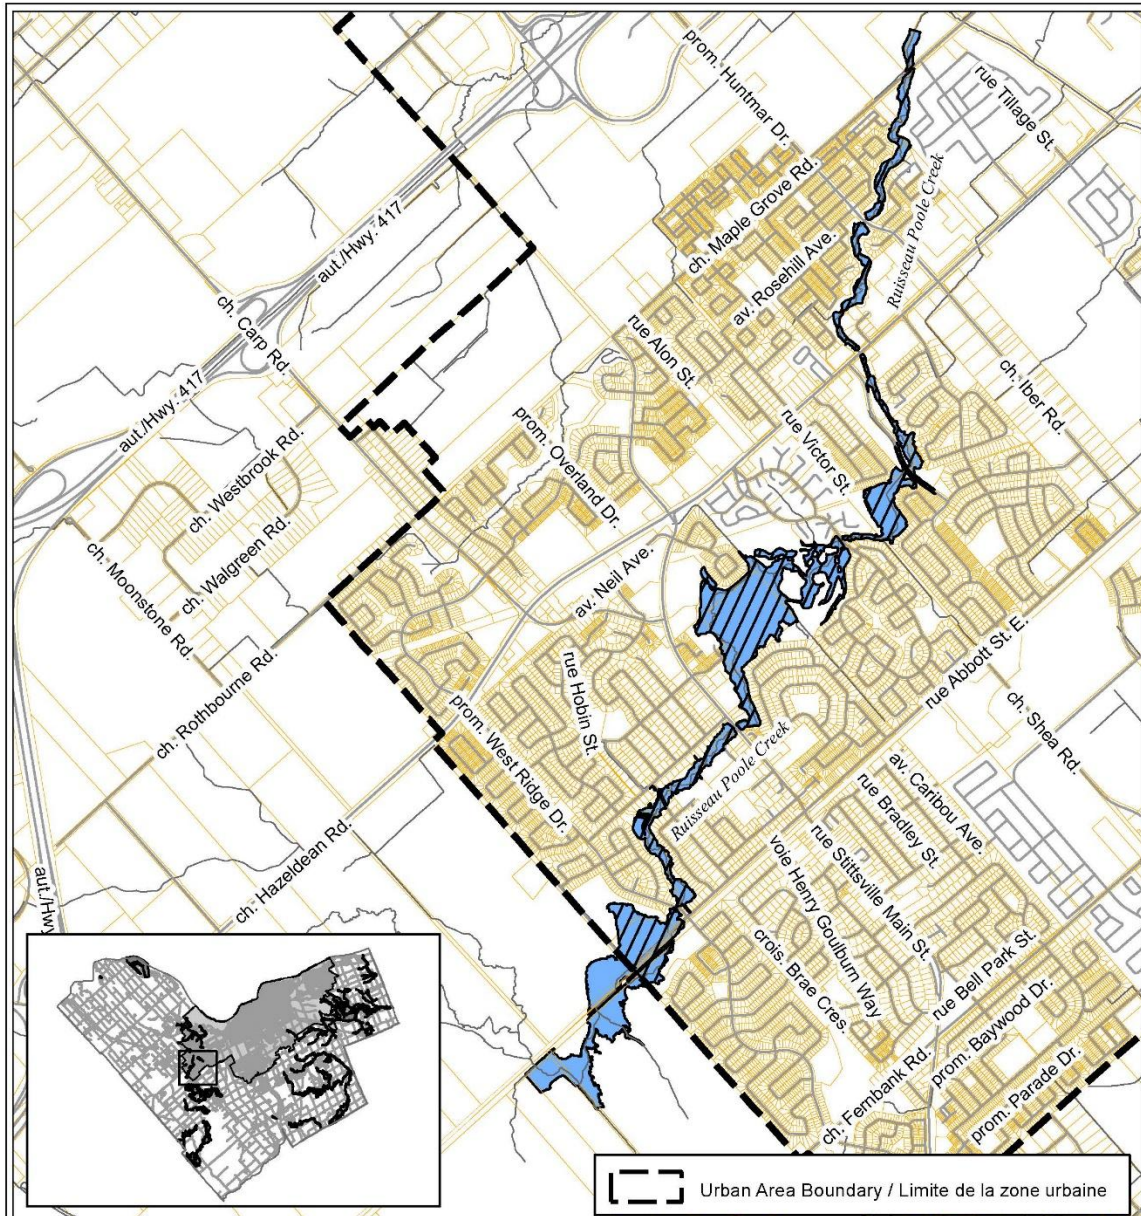 prom. Huntmar Dr.
rue Tillage St.
aut./Hwy. 417
ch. Maple Grove Rd.
Ruisseau Poole Creek
av. Rosehill Ave.
ch. Carp Rd.
rue Alon St.
ch. Iber Rd.
aut./Hwy. 417
prom. Overland Dr.
rue Victor St.
ch. Westbrook Rd.
ch. Walgreen Rd.
ch. Moonstone Rd.
av. Neil Ave.
rue Abbott St. E.
ch. Rothbourne Rd.
rue Hobin St.
ch. Shea Rd.
prom. West Ridge Dr.
Ruisseau Poole Creek
av. Caribou Ave.
rue Bradley St.
rue Stittsville Main St.
ch. Hazeldean Rd.
voie Henry Goulburn Way
aut./Hwy
crois. Brae Cres.
rue Bell Park St.
prom. Baywood Dr.
ch. Fernbank Rd.
prom. Parade Dr.
Urban Area Boundary / Limite de la zone urbaine